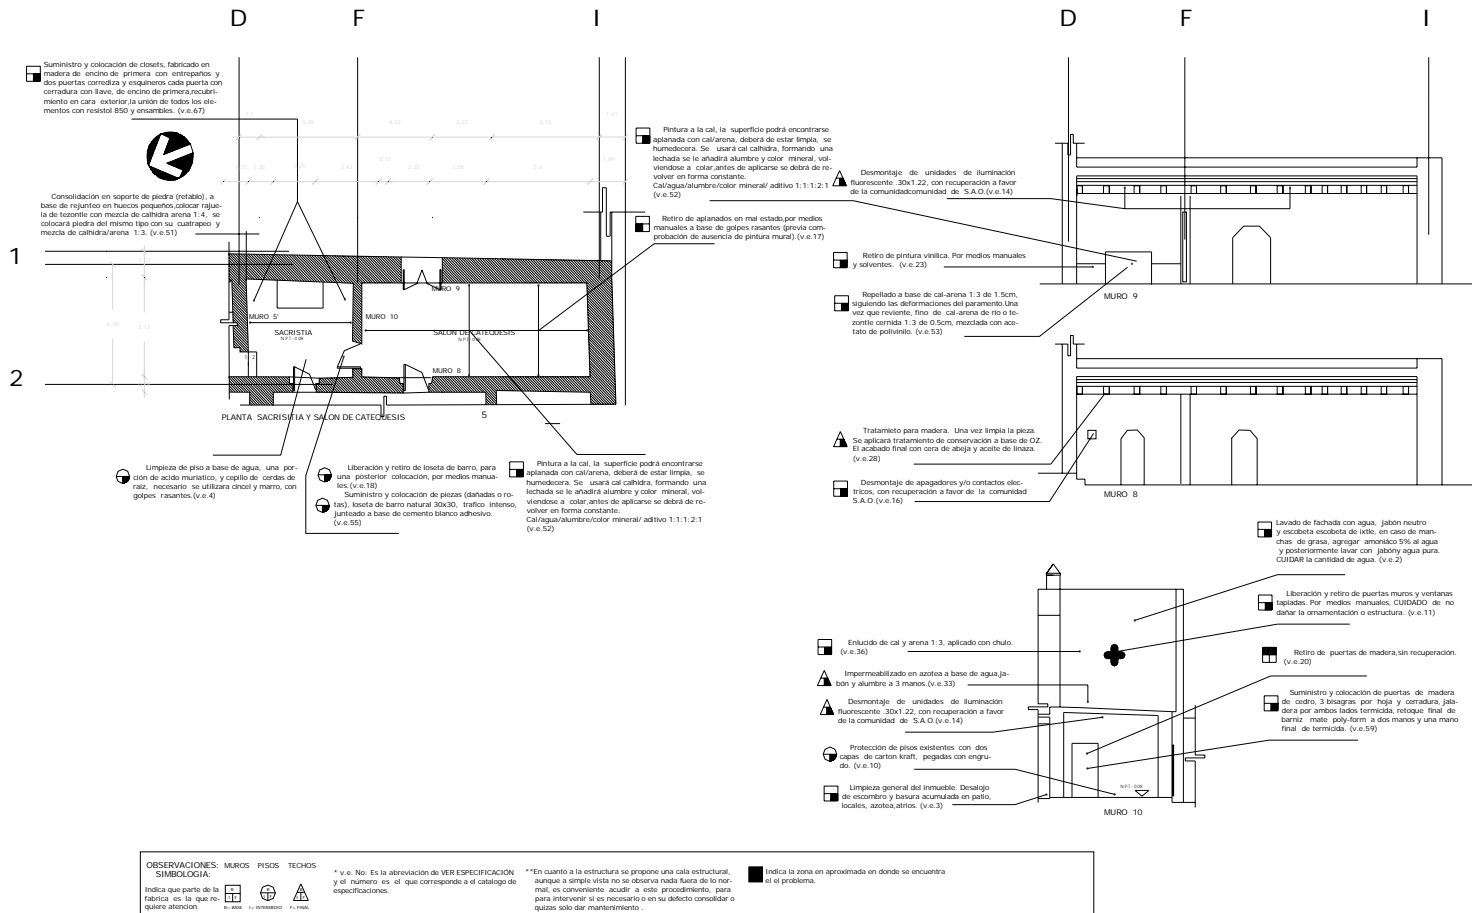 D
F
I
D
F
I
Suministro y colocación de closets, fabricado en
madera de encino de primera con entrepaños y
dos puertas corrediza y esquineros cada puerta con
cerradura con llave, de encino de primera,recubri-
miento en cara exterior,la unión de todos los ele-
mentos con resistol 850 y ensambles. (v.e.67)
Consolidación en soporte de piedra (retablo), a
base de rejunteo en huecos pequeños,colocar rajue-
la de tezontle con mezcla de calhidra arena 1:4, se
colocará piedra del mismo tipo con su cuatrapeo y
mezcla de calhidra/arena 1:3. (v.e.51)
1
2
MURO 9
MURO 5'
MURO 10
SACRISTIA
N.P.T.-0.08
SALON DE CATEQUESIS
N.P.T.-0.08
1 2
MURO 8
PLANTA SACRISITIA Y SALON DE CATEQUESIS
5
Limpieza de piso a base de agua, una por-
ción de acido muriatico, y cepillo de cerdas de
raiz, necesario se utilizara cincel y marro, con
golpes rasantes.(v.e.4)
Liberación y retiro de loseta de barro, para
una posterior colocación, por medios manua-
les.(v.e.18)
Suministro y colocación de piezas (dañadas o ro-
tas), loseta de barro natural 30x30, trafico intenso,
junteado a base de cemento blanco adhesivo.
(v.e.55)
Pintura a la cal, la superficie podrá encontrarse
aplanada con cal/arena, deberá de estar limpia, se
humedecera. Se usará cal calhidra, formando una
lechada se le añadirá alumbre y color mineral, vol-
viendose a colar,antes de aplicarse se debrá de re-
volver en forma constante.
Cal/agua/alumbre/color mineral/ aditivo 1:1:1:2:1
(v.e.52)
Pintura a la cal, la superficie podrá encontrarse
aplanada con cal/arena, deberá de estar limpia, se
humedecera. Se usará cal calhidra, formando una
lechada se le añadirá alumbre y color mineral, vol-
viendose a colar,antes de aplicarse se debrá de re-
volver en forma constante.
Cal/agua/alumbre/color mineral/ aditivo 1:1:1:2:1
(v.e.52)
Retiro de aplanados en mal estado,por medios
manuales a base de golpes rasantes (previa com-
probación de ausencia de pintura mural).(v.e.17)
Desmontaje de unidades de iluminación
fluorescente .30x1.22, con recuperación a favor
de la comunidadcomunidad de S.A.O.(v.e.14)
Retiro de pintura vinilica. Por medios manuales
y solventes. (v.e.23)
Repellado a base de cal-arena 1:3 de 1.5cm,
siguiendo las deformaciones del paramento.Una
vez que reviente, fino de cal-arena de río o te-
zontle cernida 1:3 de 0.5cm, mezclada con ace-
tato de polivinilo. (v.e.53)
MURO 9
Tratamieto para madera. Una vez limpia la pieza.
Se aplicará tratamiento de conservación a base de OZ.
El acabado final con cera de abeja y aceite de linaza.
(v.e.28)
Desmontaje de apagadores y/o contactos elec-
tricos, con recuperación a favor de la comunidad
S.A.O.(v.e.16)
MURO 8
Lavado de fachada con agua, jabón neutro
y escobeta escobeta de ixtle, en caso de man-
chas de grasa, agregar amoniáco 5% al agua
y posteriormente lavar con jabóny agua pura.
CUIDAR la cantidad de agua. (v.e.2)
Liberación y retiro de puertas muros y ventanas
tapiadas. Por medios manuales, CUIDADO de no
dañar la ornamentación o estructura. (v.e.11)
Retiro de puertas de madera,sin recuperación.
(v.e.20)
Suministro y colocación de puertas de madera
de cedro, 3 bisagras por hoja y cerradura, jala-
dera por ambos lados termicida, retoque final de
barniz mate poly-form a dos manos y una mano
final de termicida. (v.e.59)
Enlucido de cal y arena 1:3, aplicado con chulo.
(v.e.36)
Impermeabilizado en azotea a base de agua,ja-
bón y alumbre a 3 manos.(v.e.33)
Desmontaje de unidades de iluminación
fluorescente .30x1.22, con recuperación a favor
de la comunidad de S.A.O.(v.e.14)
Protección de pisos existentes con dos
capas de carton kraft, pegadas con engru-
do. (v.e.10)
Limpieza general del inmueble. Desalojo
de escombro y basura acumulada en patio,
locales, azotea,atrios. (v.e.3)
N.P.T.-0.08
MURO 10
OBSERVACIONES: MUROS PISOS TECHOS
SIMBOLOGIA:
Indica que parte de la
fabrica es la que re-
quiere atencion.
B= BASE I= INTERMEDIO F= FINAL
* v.e. No: Es la abreviación de VER ESPECIFICACIÓN
y el número es el que corresponde a el catalogo de
especificaciones.
**En cuanto a la estructura se propone una cala estructural,
aunque a simple vista no se observa nada fuera de lo nor-
mal, es conveniente acudir a este procedimiento, para
para intervenir si es necesario o en su defecto consolidar o
quizas solo dar mantenimiento .
Indica la zona en aproximada en donde se encuentra
el el problema.